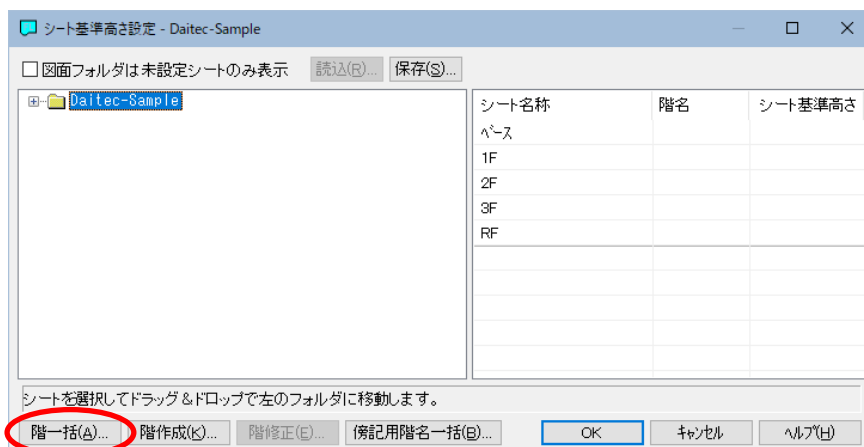 シート基準高さ設定 - Daitec-Sample
図面フォルダは未設定シートのみ表示 読込(R)... 保存(S)...
Daitec-Sample
シート名称 階名 シート基準高さ
ﾍﾞｰｽ
1F
2F
3F
RF
シートを選択してドラッグ&ドロップで左のフォルダに移動します。
階一括(A)... 階作成(K)... 階修正(E)... 傍記用階名一括(B)... OK ｷｬﾝｾﾙ ﾍﾙﾌﾟ(H)